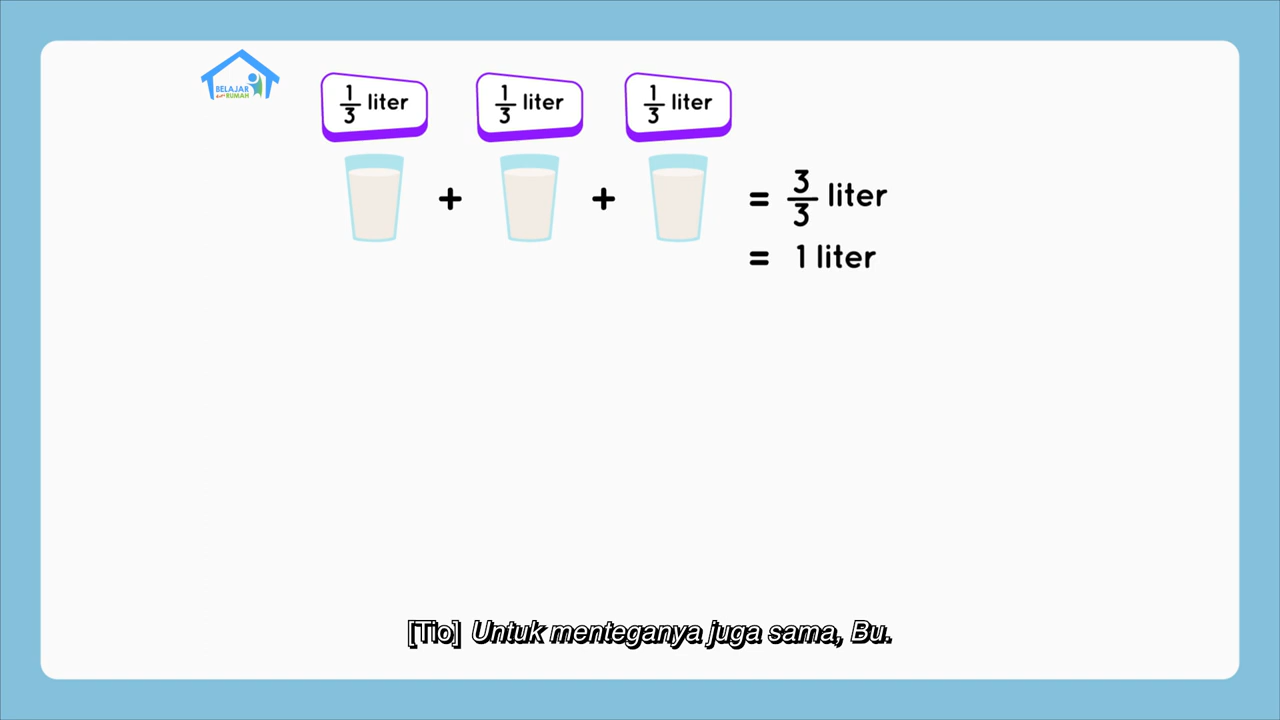 BELAJAR
dari RUMAH
1/3 liter
1/3 liter
1/3 liter
+ + = 3/3 liter
= 1 liter
[Tio] Untuk menteganya juga sama, Bu.